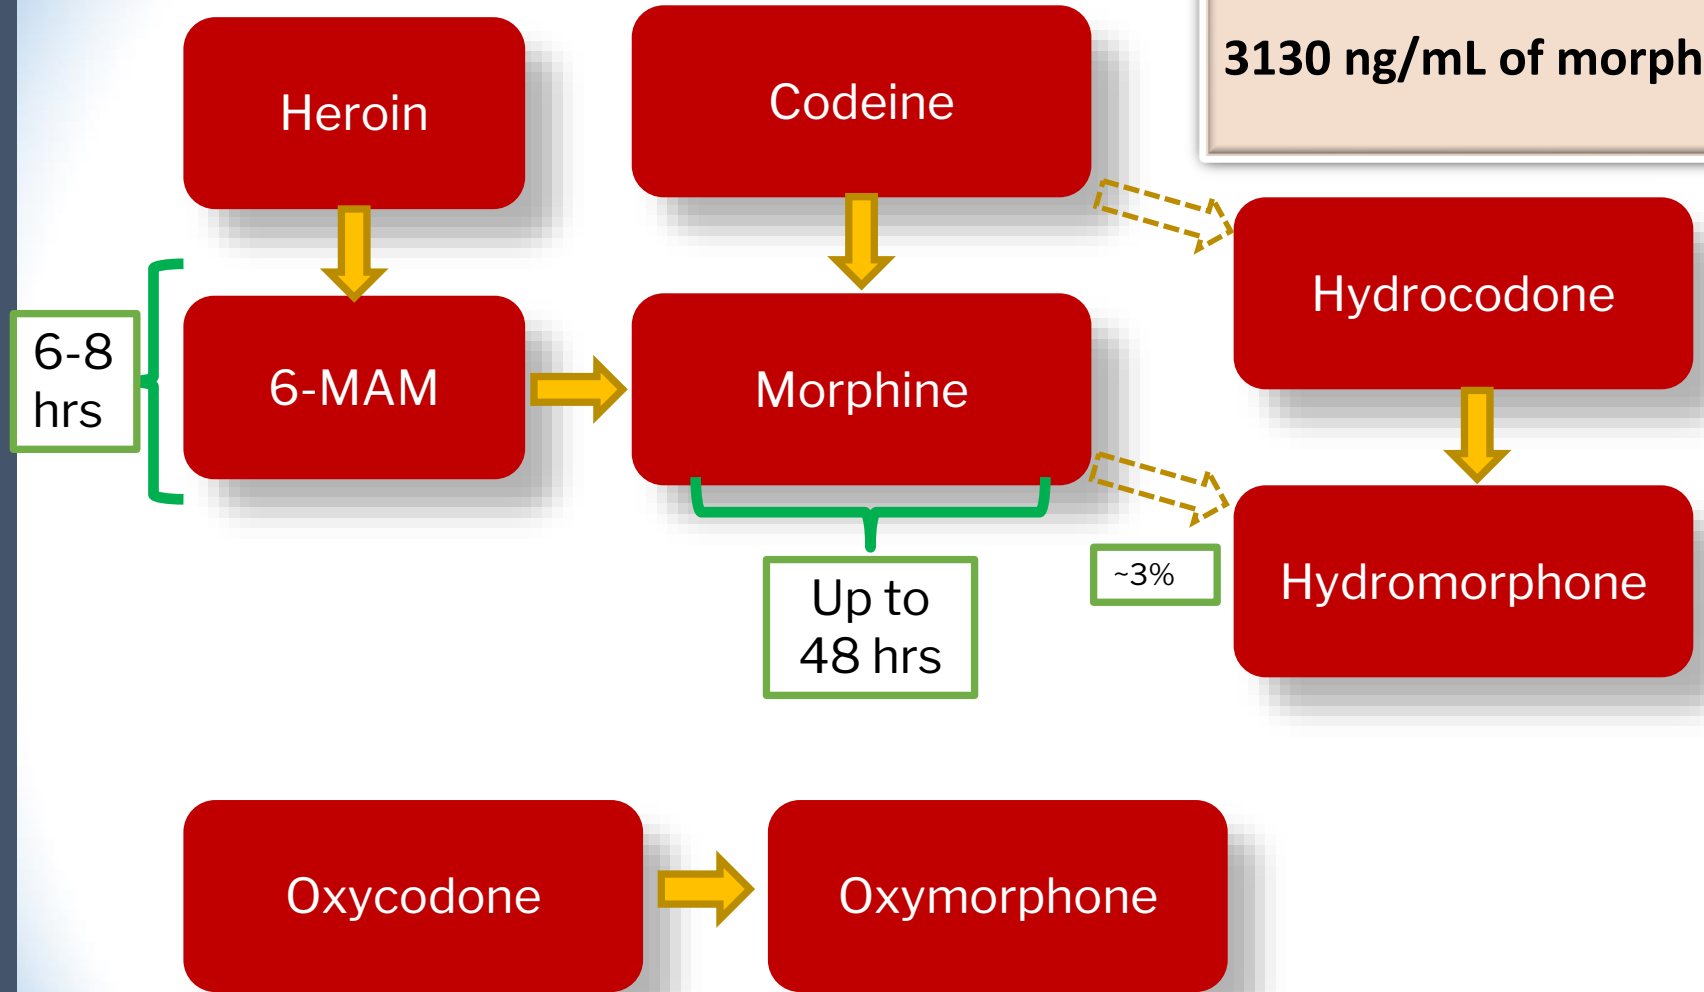 3130 ng/mL of morph
Heroin
Codeine
Hydrocodone
6-8
hrs
6-MAM
Morphine
~3%
Hydromorphone
Up to
48 hrs
Oxycodone
Oxymorphone